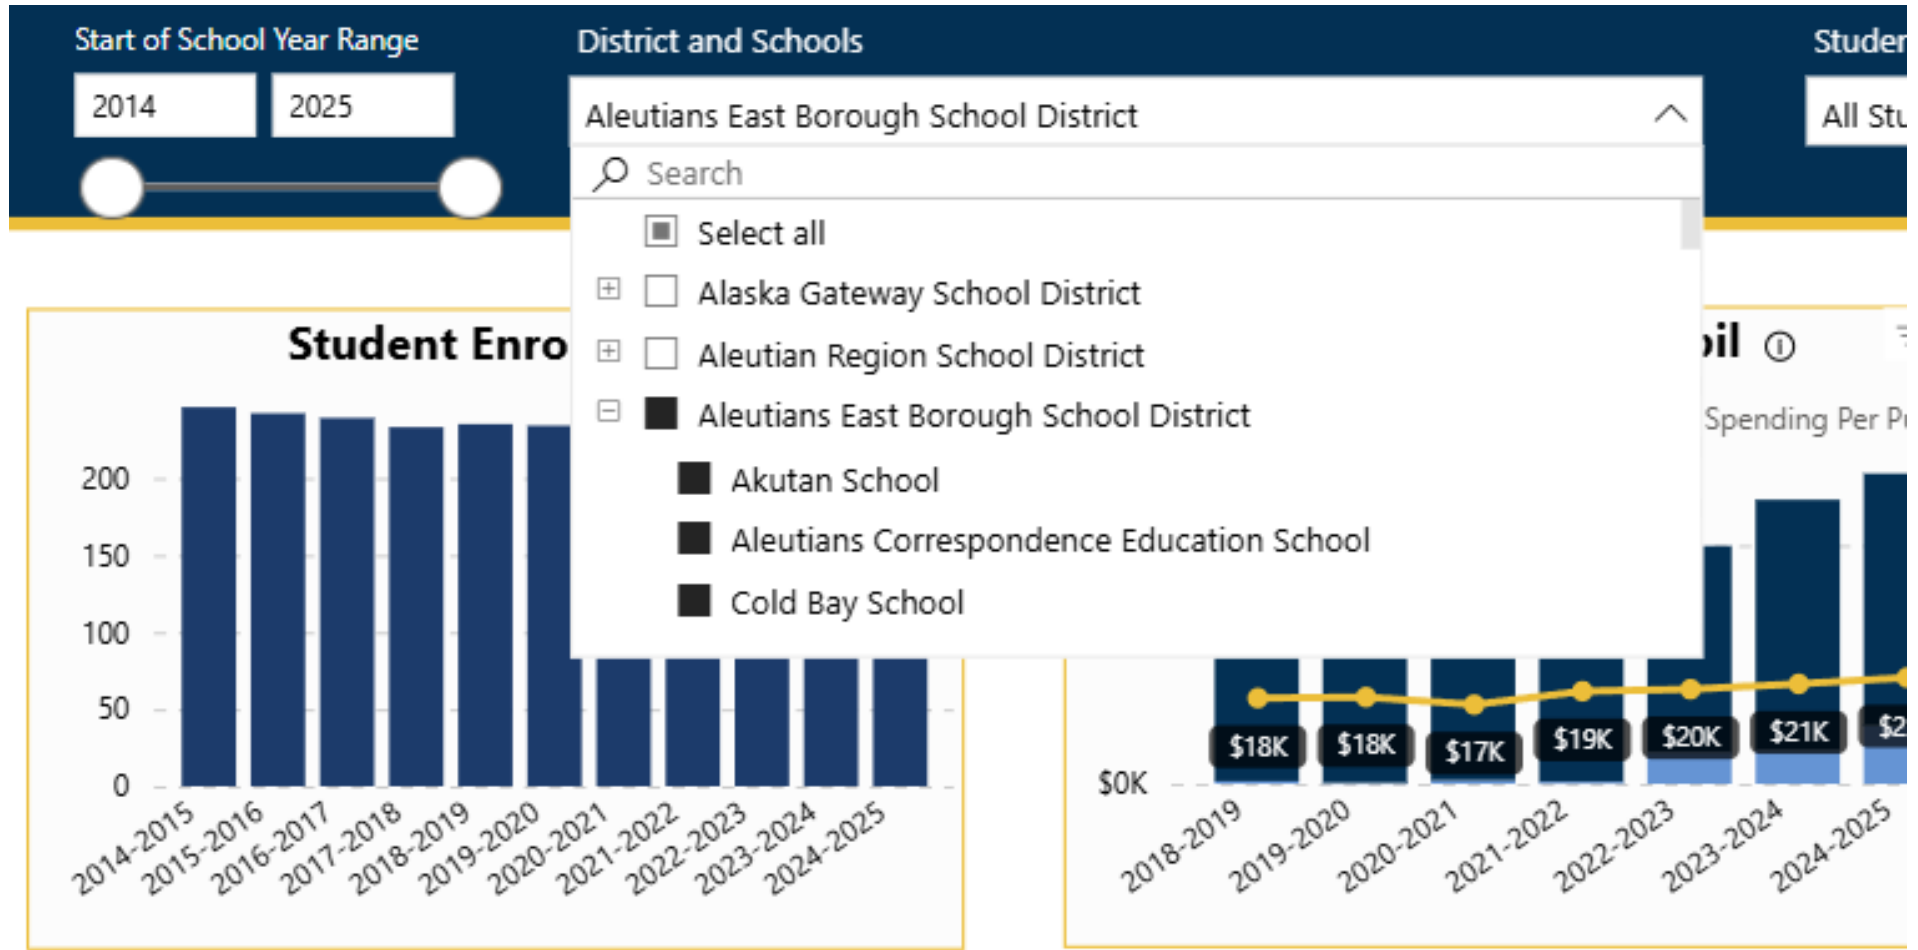 Start of School Year Range
District and Schools
2014
2025
Aleutians East Borough School District
All
Search
Select all
Alaska Gateway School District
Aleutian Region School District
Aleutians East Borough School District
Akutan School
Aleutians Correspondence Education School
Cold Bay School
Student
Spending Per
200
150
100
50
0
2014-2015
2015-2016
2016-2017
2017-2018
2018-2019
2019-2020
2020-2021
2021-2022
2022-2023
2023-2024
2024-2025
$18K
$18K
$17K
$19K
$20K
$21K
$0K
2018-2019
2019-2020
2020-2021
2021-2022
2022-2023
2023-2024
2024-2025